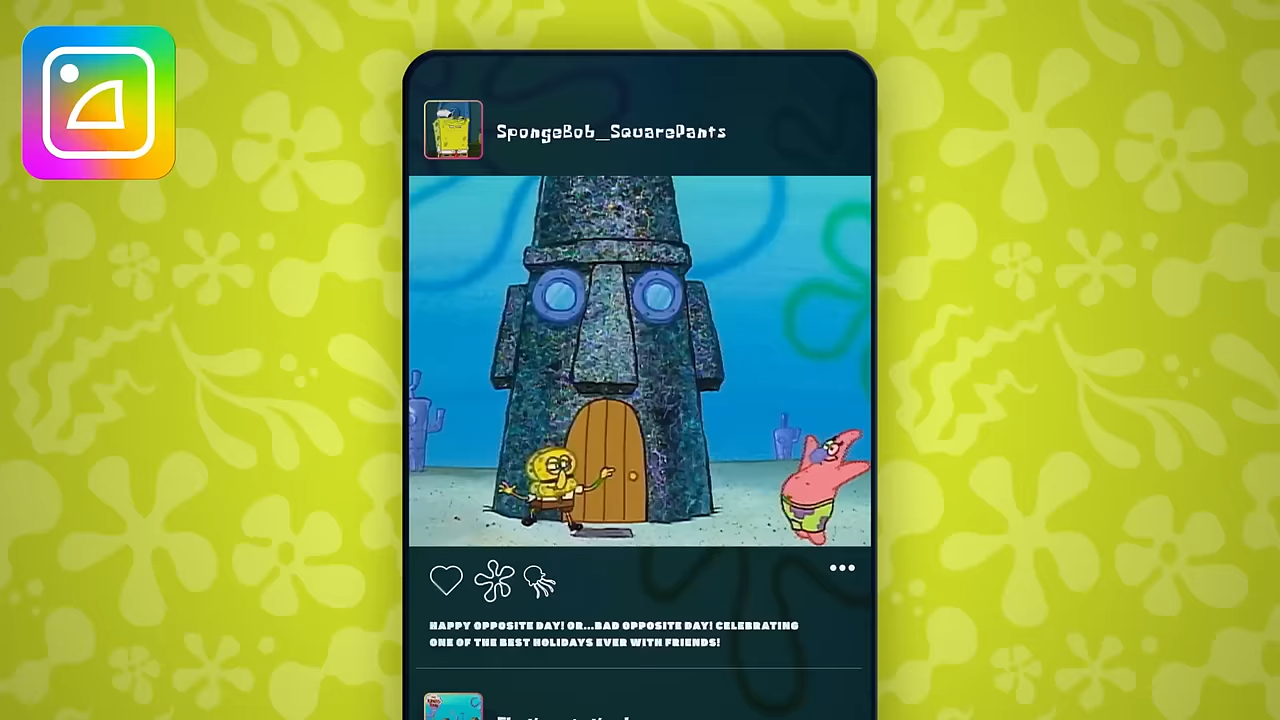 SpongeBob_SquarePants
HAPPY OPPOSITE DAY! OR...BAD OPPOSITE DAY! CELEBRATING
ONE OF THE BEST HOLIDAYS EVER WITH FRIENDS!